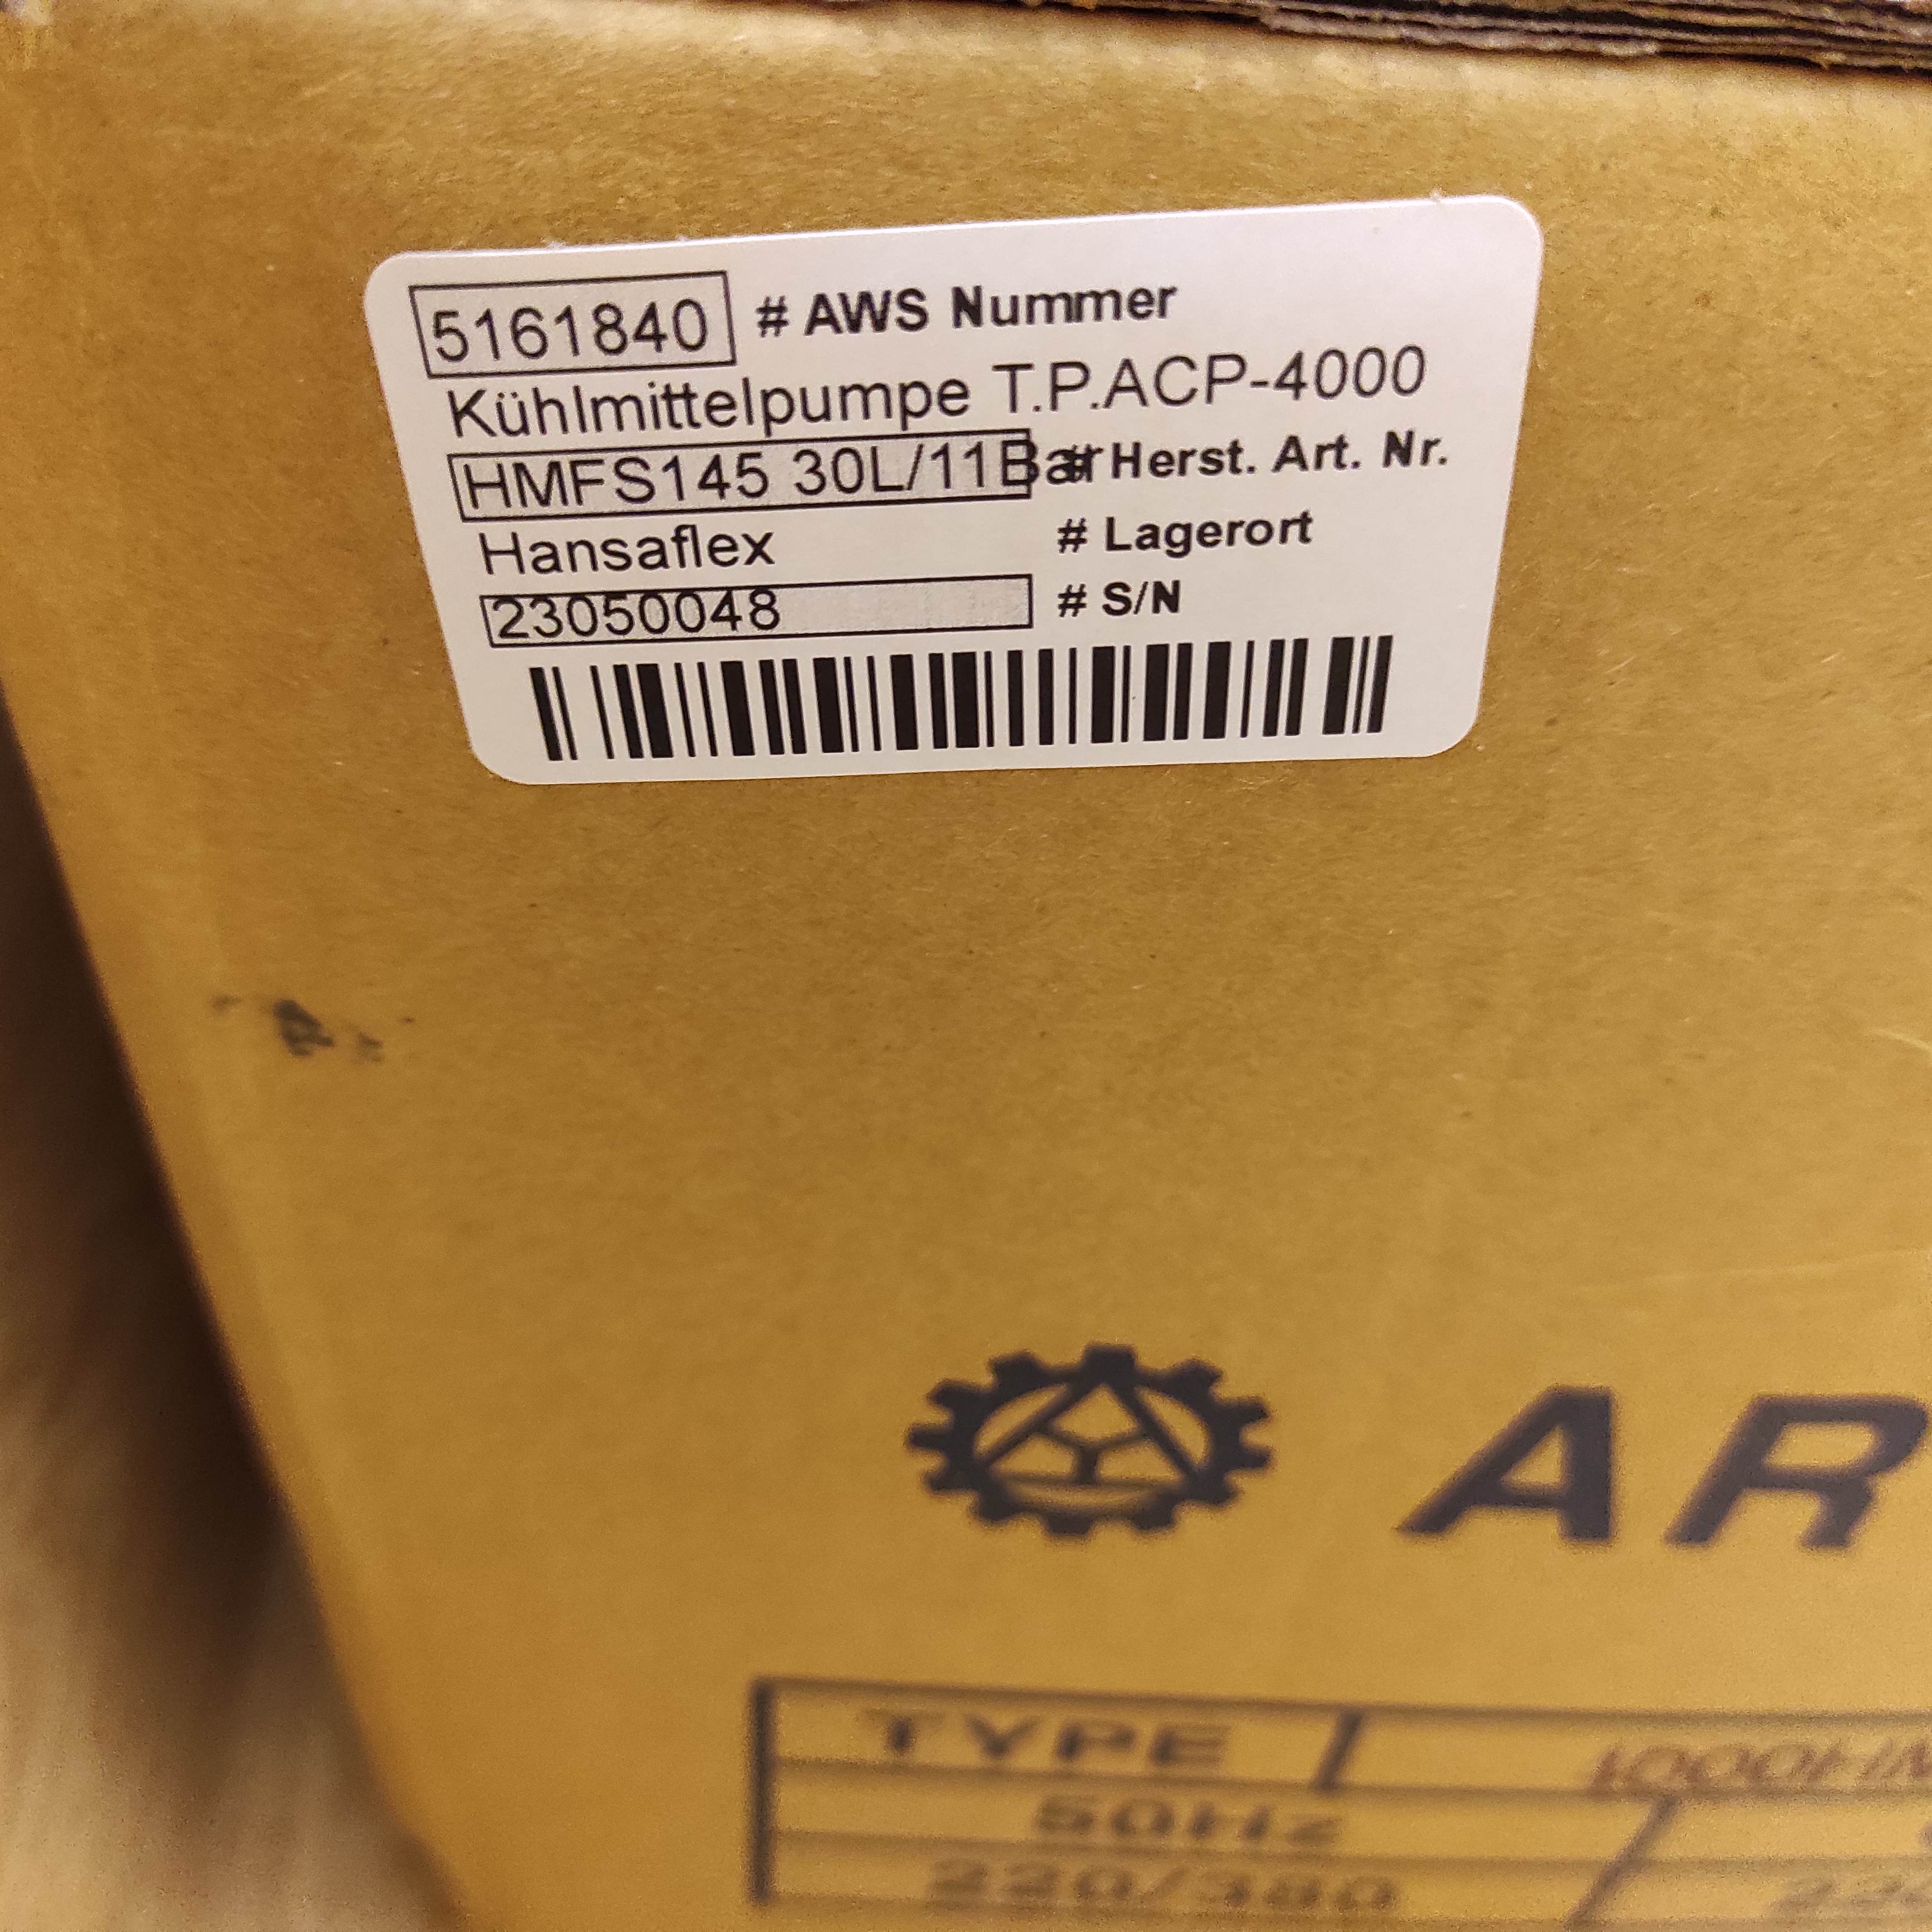 5161840 # AWS Nummer
Kühlmittelpumpe T.P.ACP-4000
HMFS145 30L/11Bar # Herst. Art. Nr.
Hansaflex # Lagerort
23050048 # S/N
AR
TYPE
50Hz
220/380